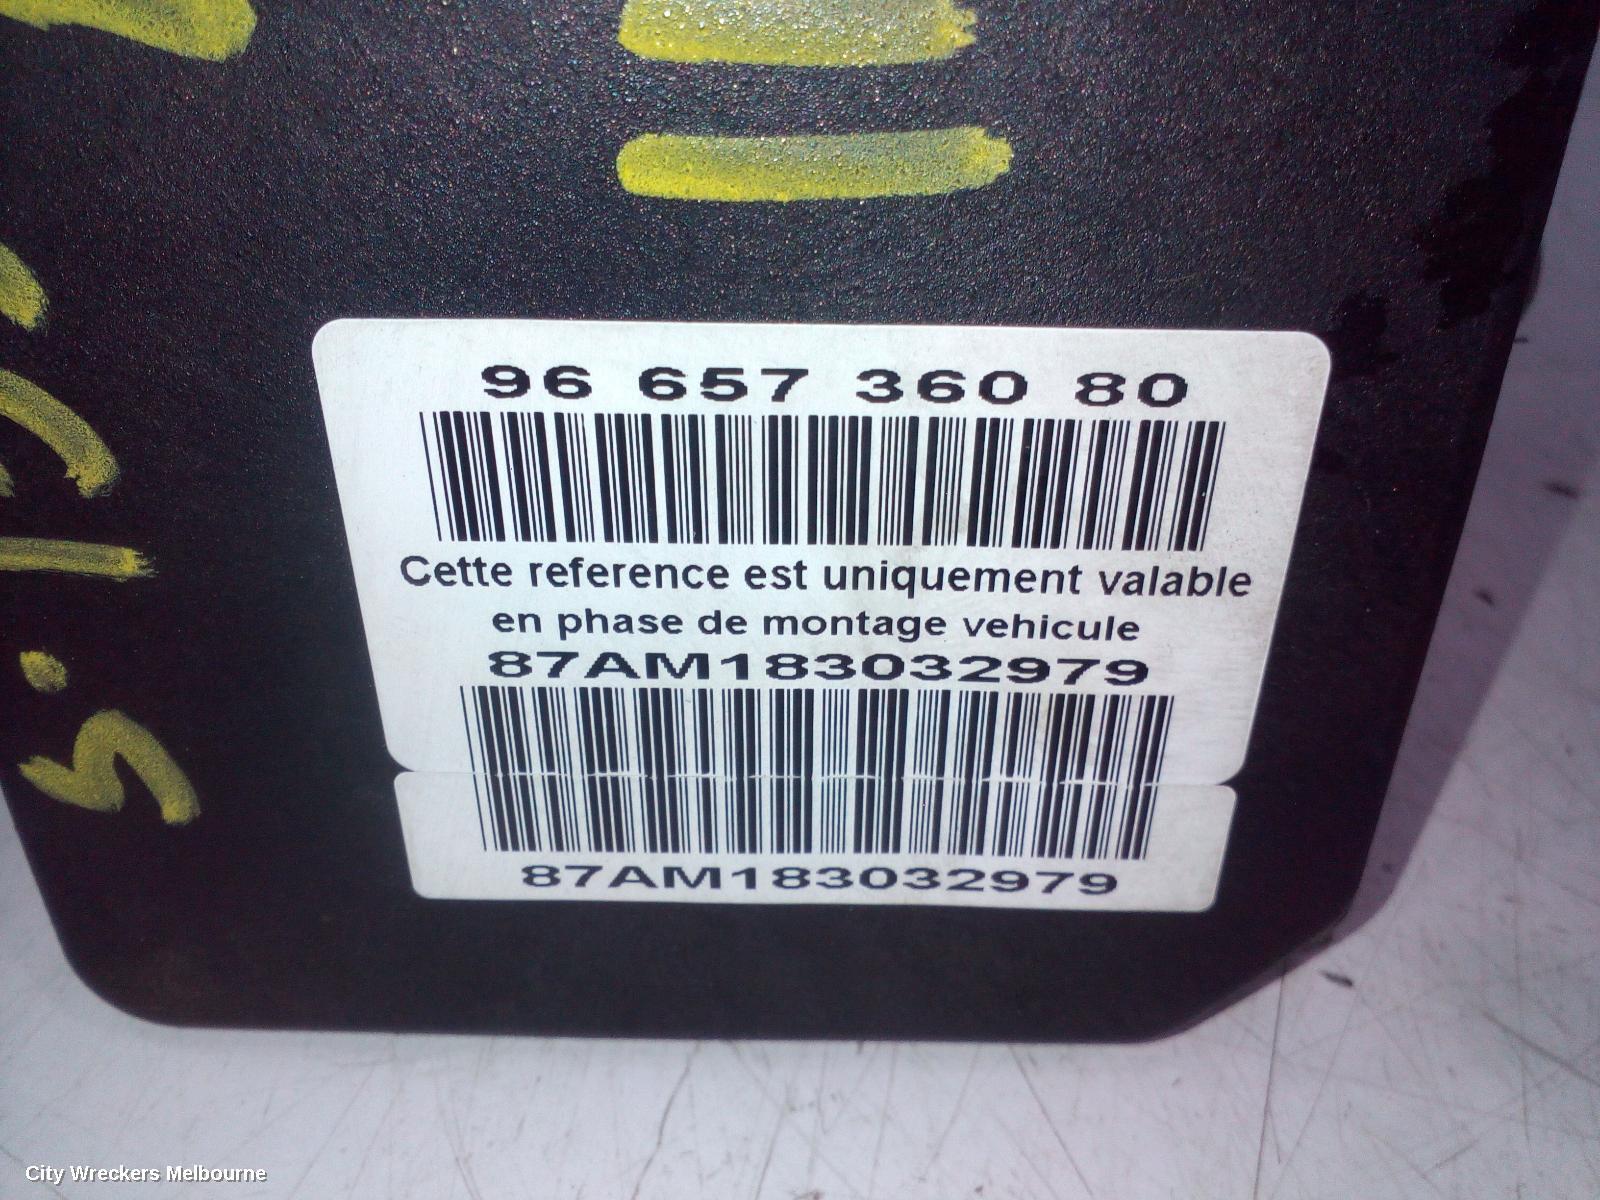 96 657 360 80
Cette reference est uniquement valable
en phase de montage vehicule
87AM183032979
87AM183032979
City Wreckers Melbourne